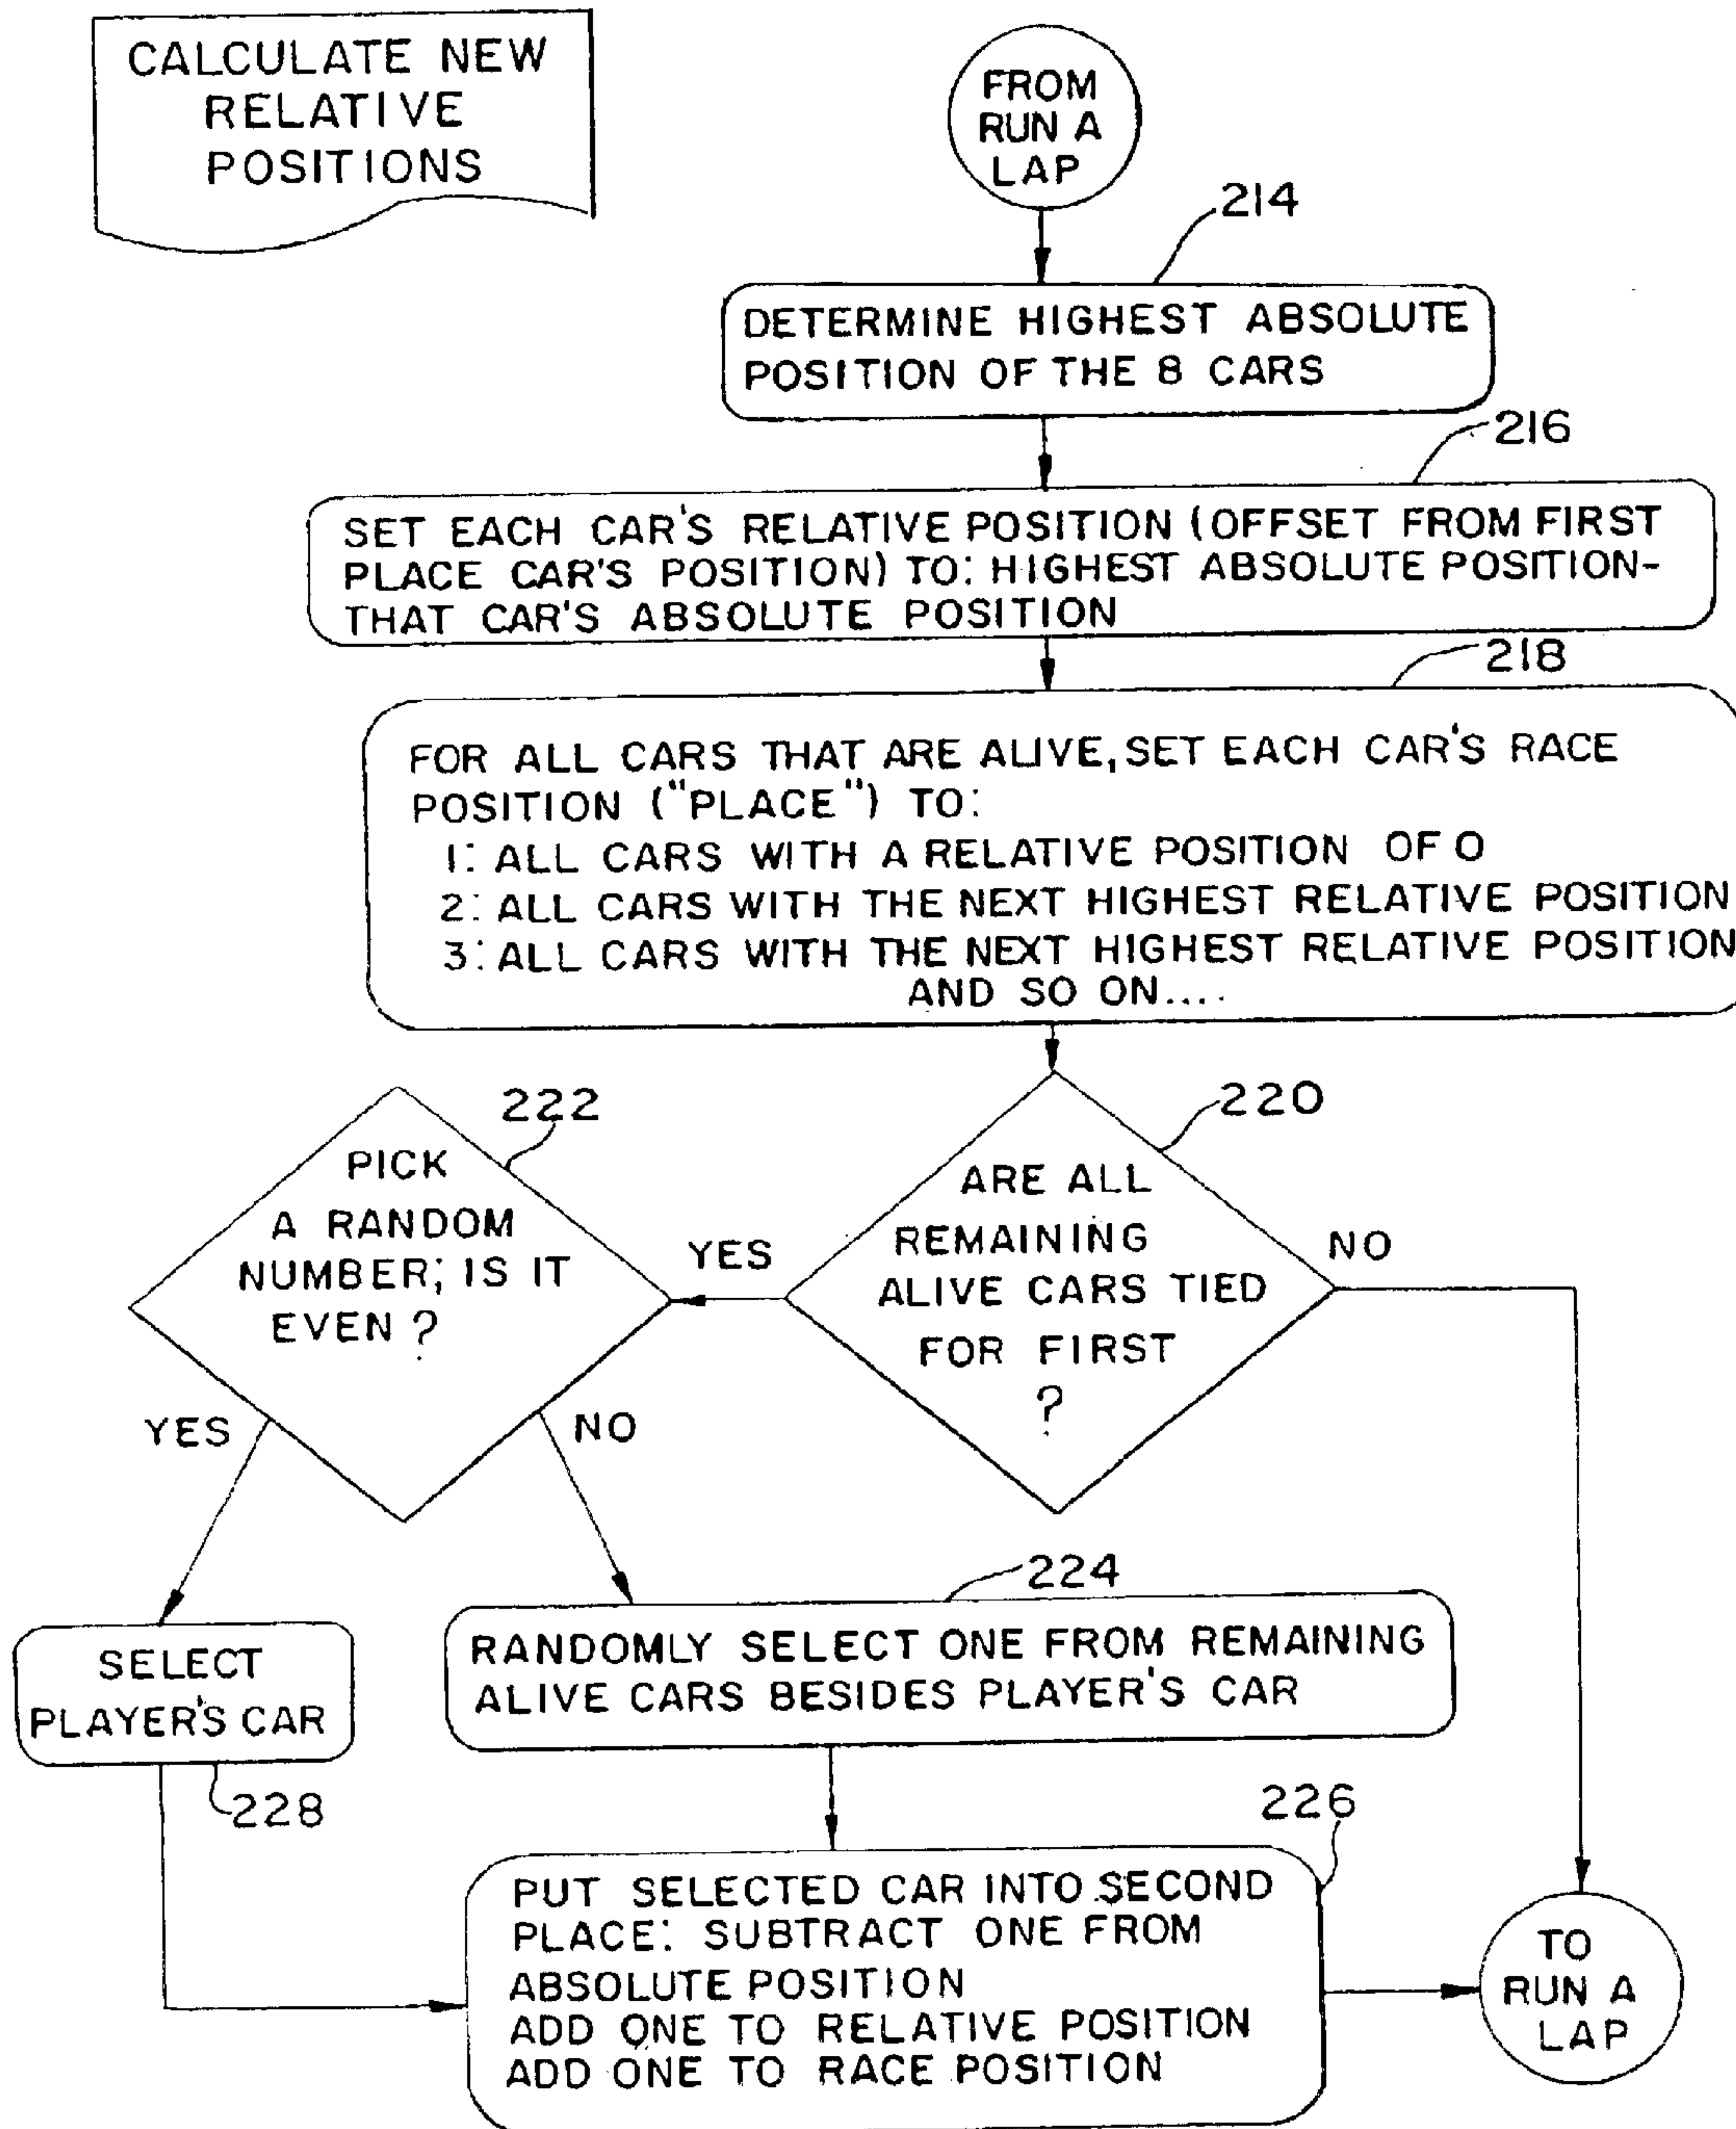 CALCULATE NEW
RELATIVE
POSITIONS
FROM
RUN A
LAP
214
DETERMINE HIGHEST ABSOLUTE
POSITION OF THE 8 CARS
216
SET EACH CAR'S RELATIVE POSITION (OFFSET FROM FIRST
PLACE CAR'S POSITION) TO: HIGHEST ABSOLUTE POSITION-
THAT CAR'S ABSOLUTE POSITION
218
FOR ALL CARS THAT ARE ALIVE, SET EACH CAR'S RACE
POSITION ("PLACE") TO:
1: ALL CARS WITH A RELATIVE POSITION OF 0
2: ALL CARS WITH THE NEXT HIGHEST RELATIVE POSITION
3: ALL CARS WITH THE NEXT HIGHEST RELATIVE POSITION
AND SO ON....
220
ARE ALL
REMAINING
ALIVE CARS TIED
FOR FIRST
?
NO
YES
222
PICK
A RANDOM
NUMBER; IS IT
EVEN ?
YES
NO
224
RANDOMLY SELECT ONE FROM REMAINING
ALIVE CARS BESIDES PLAYER'S CAR
SELECT
PLAYER'S CAR
228
226
PUT SELECTED CAR INTO SECOND
PLACE: SUBTRACT ONE FROM
ABSOLUTE POSITION
ADD ONE TO RELATIVE POSITION
ADD ONE TO RACE POSITION
TO
RUN A
LAP